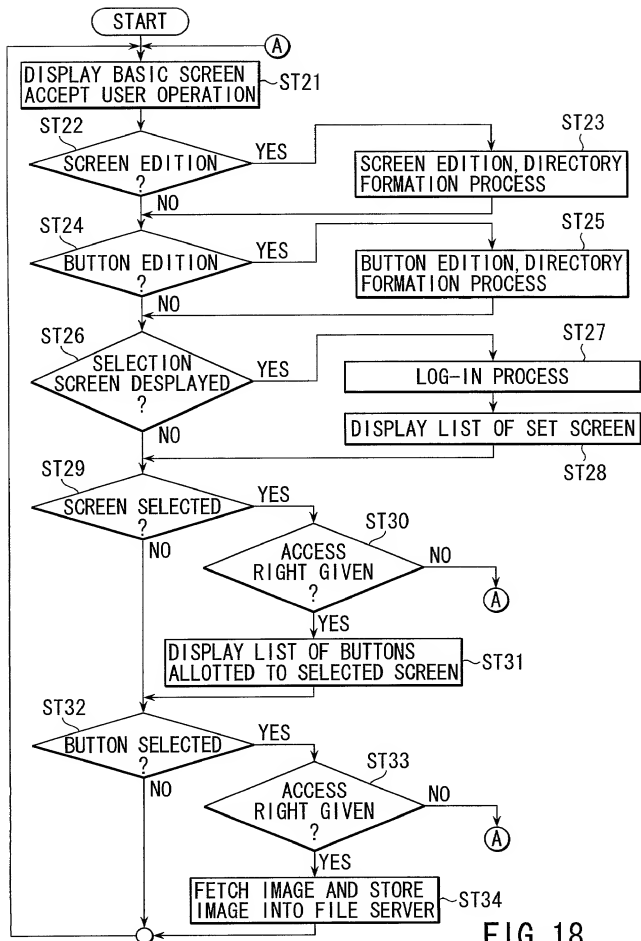 START
A
DISPLAY BASIC SCREEN
ACCEPT USER OPERATION
ST21
ST22
SCREEN EDITION
?
YES
NO
ST23
SCREEN EDITION, DIRECTORY
FORMATION PROCESS
ST24
BUTTON EDITION
?
YES
NO
ST25
BUTTON EDITION, DIRECTORY
FORMATION PROCESS
ST26
SELECTION
SCREEN DESPLAYED
?
YES
NO
ST27
LOG-IN PROCESS
DISPLAY LIST OF SET SCREEN
ST28
ST29
SCREEN SELECTED
?
YES
NO
ST30
ACCESS
RIGHT GIVEN
?
NO
A
YES
DISPLAY LIST OF BUTTONS
ALLOTTED TO SELECTED SCREEN
ST31
ST32
BUTTON SELECTED
?
YES
NO
ST33
ACCESS
RIGHT GIVEN
?
NO
A
YES
FETCH IMAGE AND STORE
IMAGE INTO FILE SERVER
ST34
FIG. 18